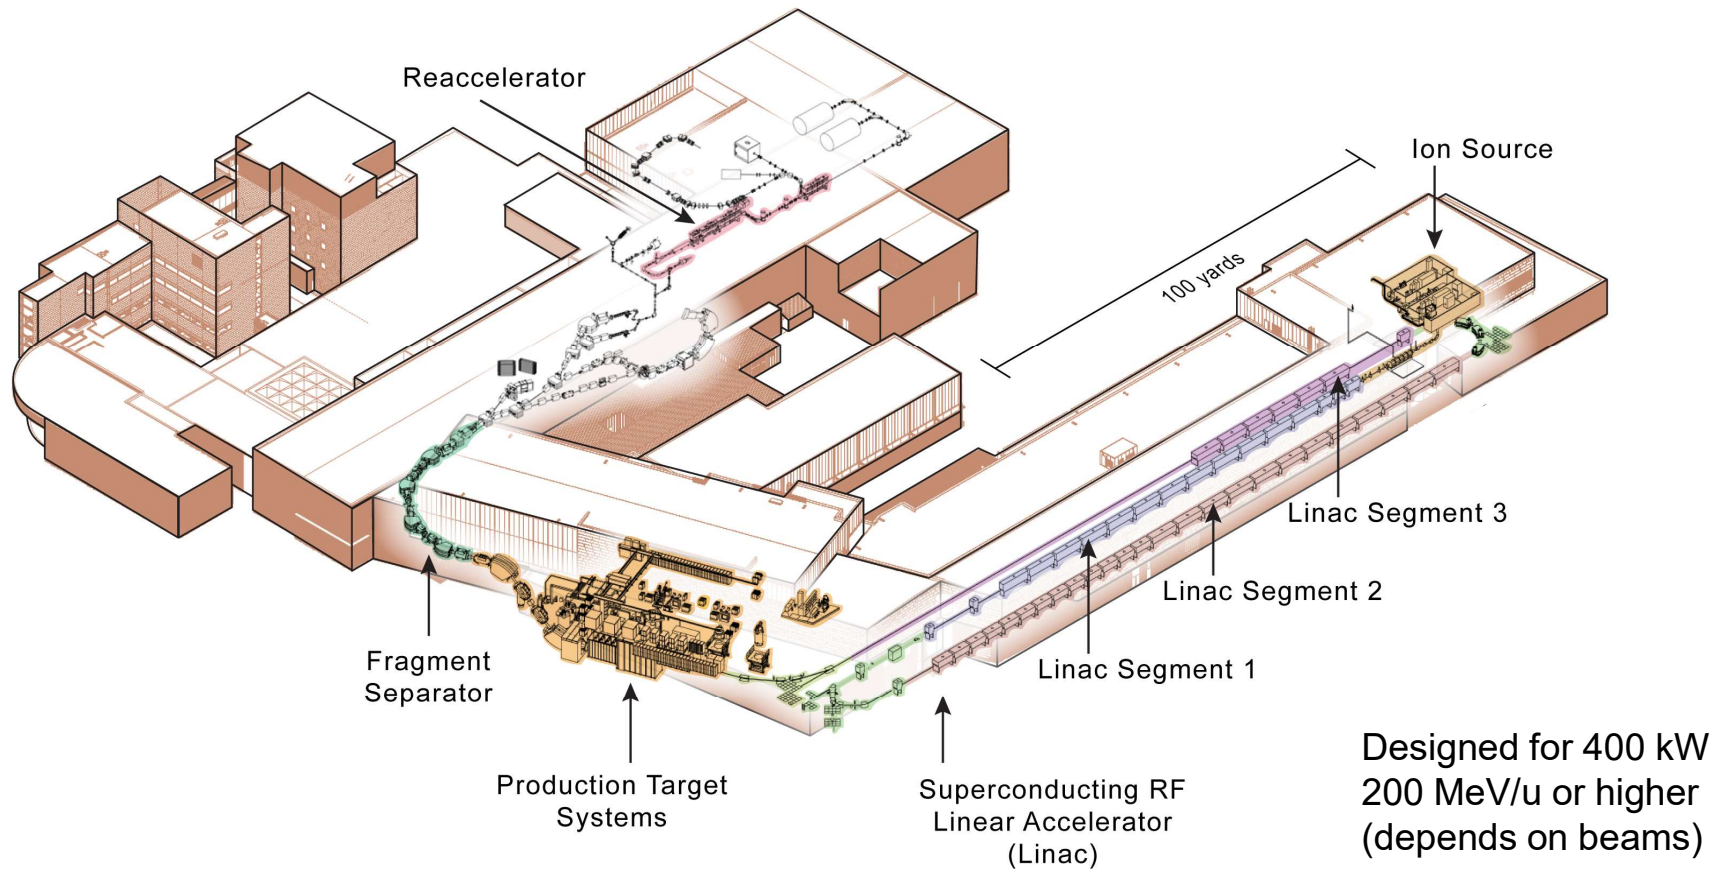 Reaccelerator
Ion Source
100 yards
Linac Segment 3
Linac Segment 2
Linac Segment 1
Fragment
Separator
Production Target
Systems
Superconducting RF
Linear Accelerator
(Linac)
Designed for 400 kW
200 MeV/u or higher
(depends on beams)